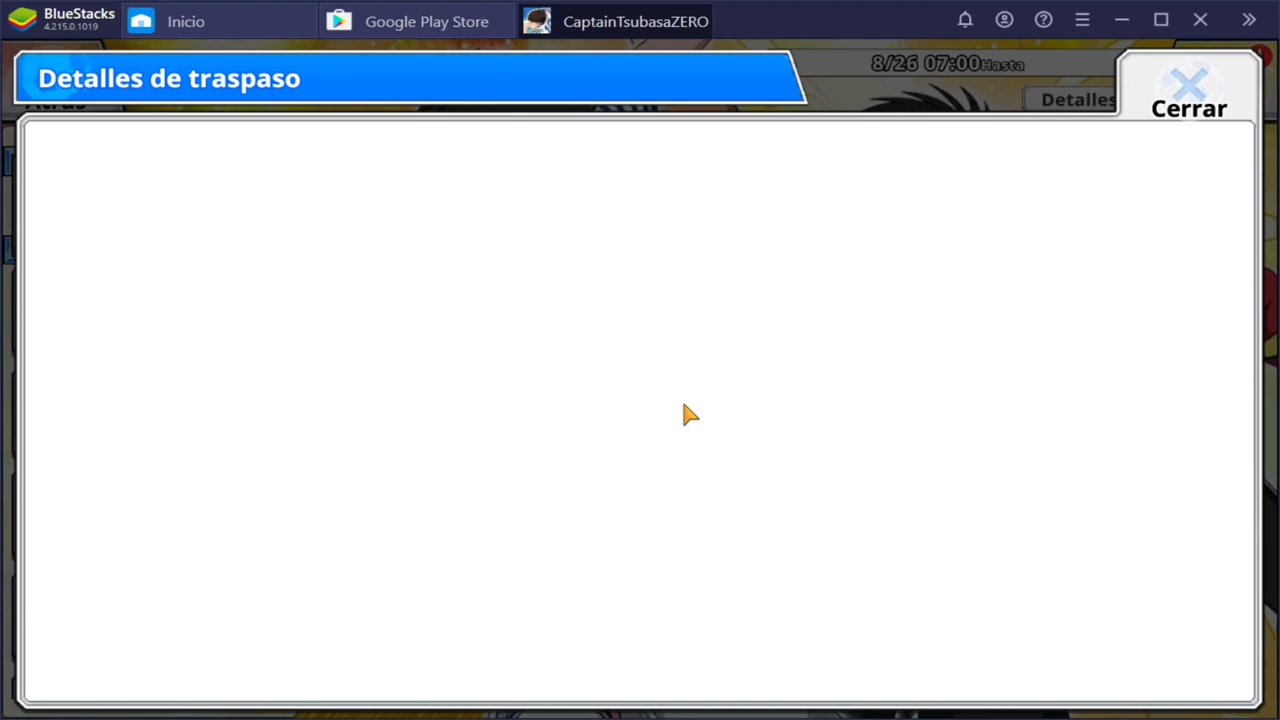 BlueStacks
4.215.0.1019
Inicio
Google Play Store
CaptainTsubasaZERO
Detalles de traspaso
8/26 07:00Hasta
Cerrar
Atrás
Detalles